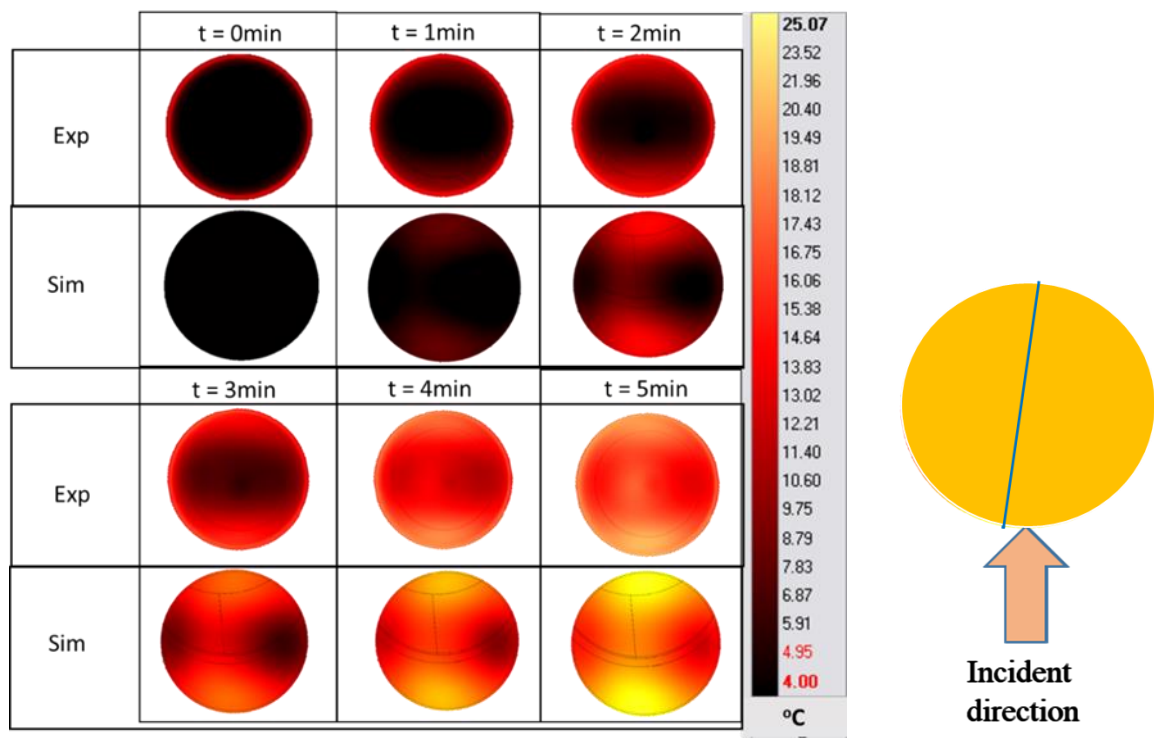 t = 0min t = 1min t = 2min
Exp
Sim
t = 3min t = 4min t = 5min
Exp
Sim
25.07
23.52
21.96
20.40
19.49
18.81
18.12
17.43
16.75
16.06
15.38
14.64
13.83
13.02
12.21
11.40
10.60
9.75
8.79
7.83
6.87
5.91
4.95
4.00
ºC
Incident
direction